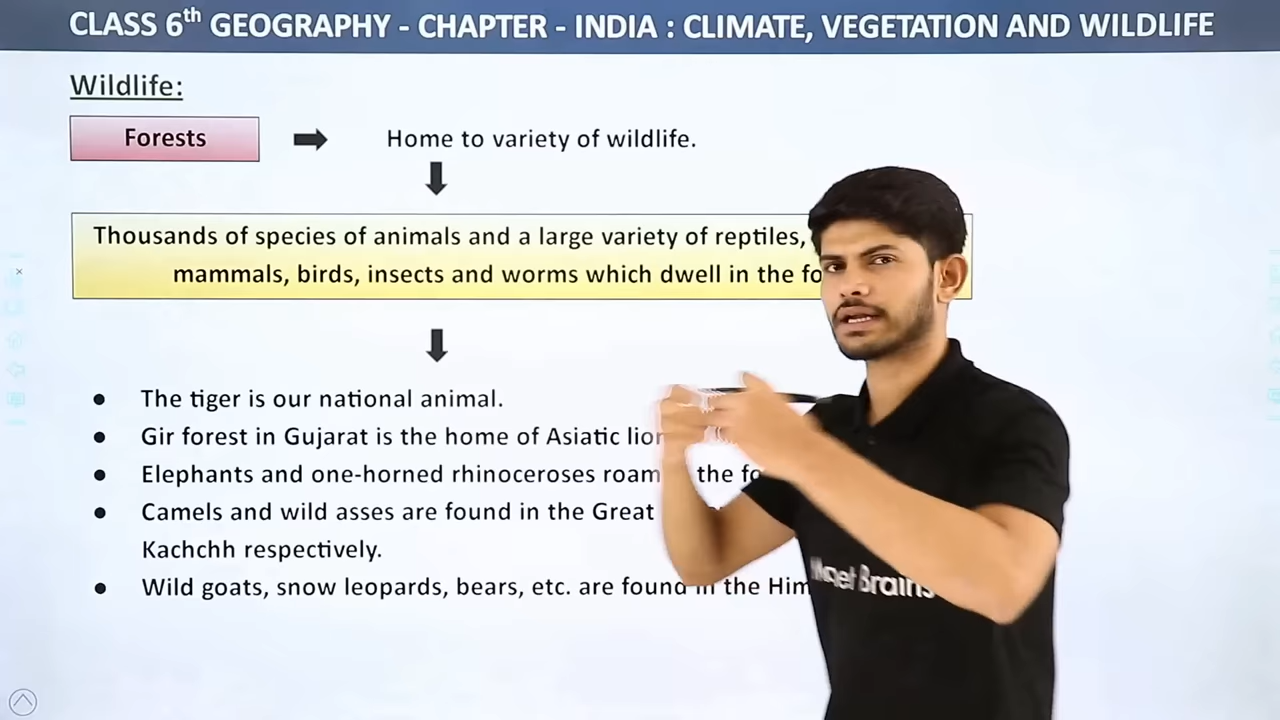 CLASS 6th GEOGRAPHY - CHAPTER - INDIA : CLIMATE, VEGETATION AND WILDLIFE
Wildlife:
Forests
Home to variety of wildlife.
Thousands of species of animals and a large variety of reptiles,
mammals, birds, insects and worms which dwell in the
● The tiger is our national animal.
● Gir forest in Gujarat is the home of Asiatic
● Elephants and one-horned rhinoceroses roam the
● Camels and wild asses are found in the Great
Kachchh respectively.
● Wild goats, snow leopards, bears, etc. are found in the
Brains